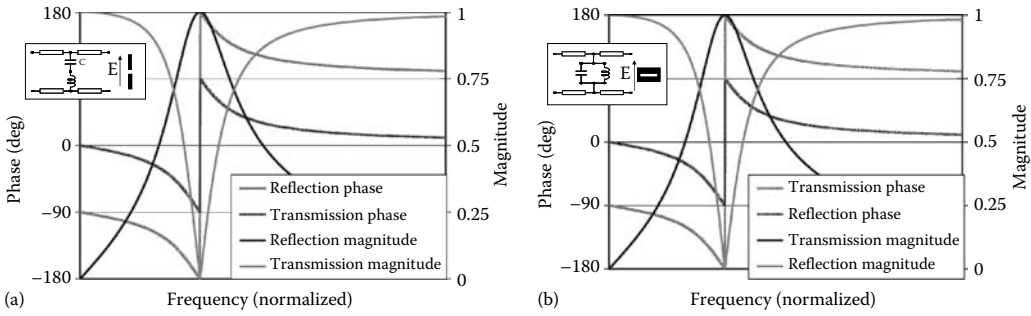 180
90
0
−90
−180
Phase (deg)
C
E
1
0.75
0.5
0.25
0
Magnitude
Reflection phase
Transmission phase
Reflection magnitude
Transmission magnitude
(a)
Frequency (normalized)
180
90
0
−90
−180
Phase (deg)
E
1
0.75
0.5
0.25
0
Magnitude
Transmission phase
Reflection phase
Transmission magnitude
Reflection magnitude
(b)
Frequency (normalized)